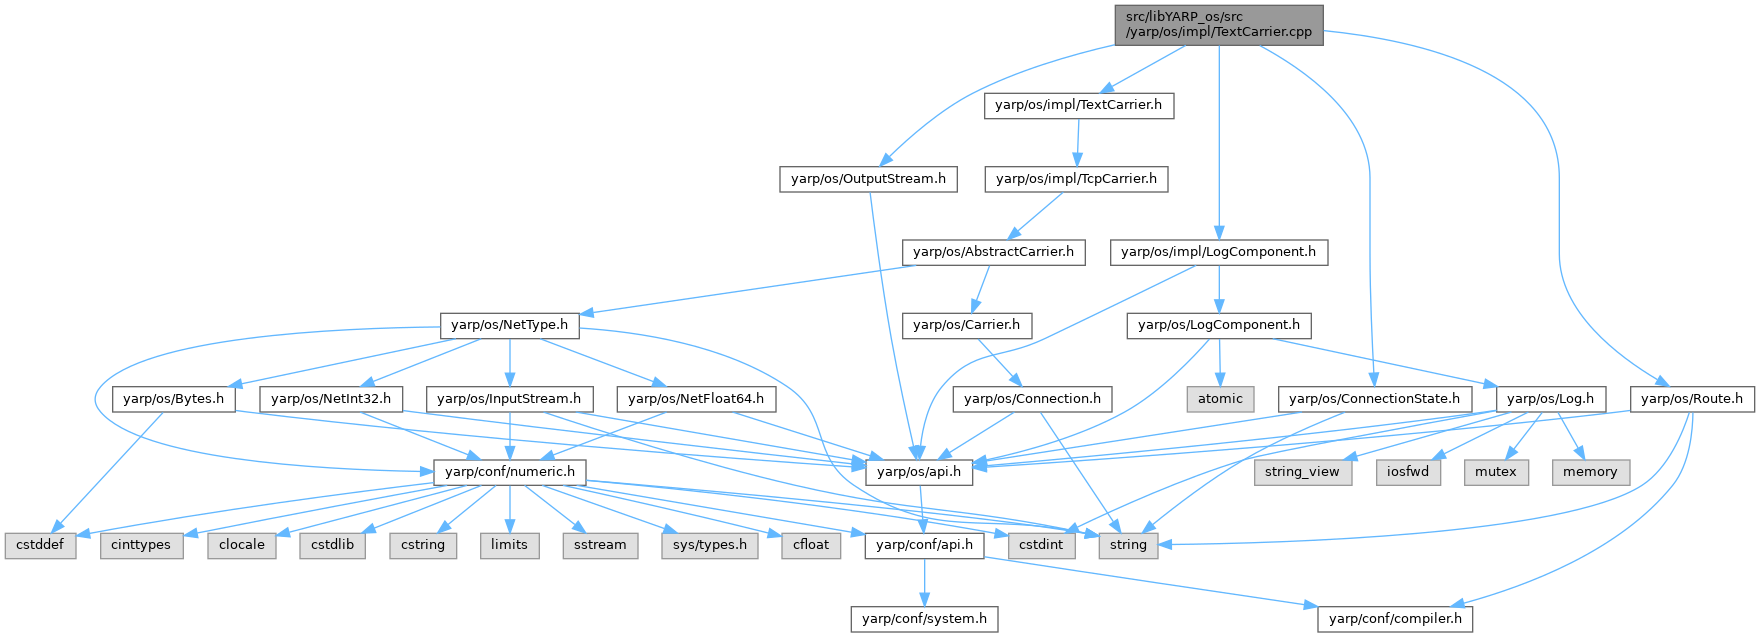 src/libYARP_os/src
/yarp/os/impl/TextCarrier.cpp
yarp/os/impl/TextCarrier.h
yarp/os/OutputStream.h
yarp/os/impl/TcpCarrier.h
yarp/os/AbstractCarrier.h
yarp/os/impl/LogComponent.h
yarp/os/NetType.h
yarp/os/Carrier.h
yarp/os/LogComponent.h
yarp/os/Bytes.h
yarp/os/NetInt32.h
yarp/os/InputStream.h
yarp/os/NetFloat64.h
yarp/os/Connection.h
atomic
yarp/os/ConnectionState.h
yarp/os/Log.h
yarp/os/Route.h
yarp/conf/numeric.h
yarp/os/api.h
string_view
iosfwd
mutex
memory
cstddef
cinttypes
clocale
cstdlib
cstring
limits
sstream
sys/types.h
cfloat
yarp/conf/api.h
cstdint
string
yarp/conf/system.h
yarp/conf/compiler.h